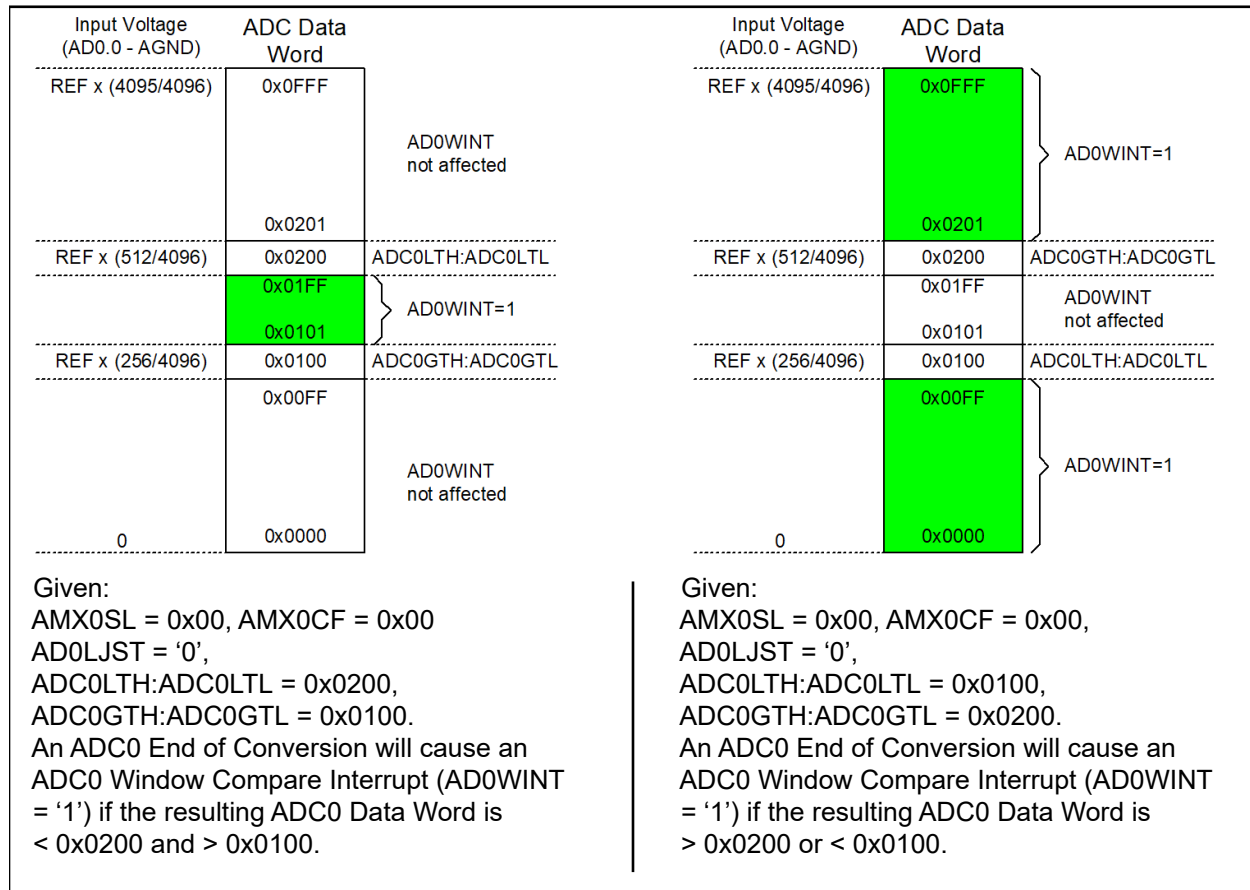 Input Voltage
(AD0.0 - AGND)
ADC Data
Word
REF x (4095/4096)
0x0FFF
AD0WINT
not affected
0x0201
REF x (512/4096)
0x0200
ADC0LTH:ADC0LTL
0x01FF
AD0WINT=1
0x0101
REF x (256/4096)
0x0100
ADC0GTH:ADC0GTL
0x00FF
AD0WINT
not affected
0
0x0000
Given:
AMX0SL = 0x00, AMX0CF = 0x00
AD0LJST = ‘0’,
ADC0LTH:ADC0LTL = 0x0200,
ADC0GTH:ADC0GTL = 0x0100.
An ADC0 End of Conversion will cause an
ADC0 Window Compare Interrupt (AD0WINT
= ‘1’) if the resulting ADC0 Data Word is
< 0x0200 and > 0x0100.
Input Voltage
(AD0.0 - AGND)
ADC Data
Word
REF x (4095/4096)
0x0FFF
AD0WINT=1
0x0201
REF x (512/4096)
0x0200
ADC0GTH:ADC0GTL
0x01FF
AD0WINT
not affected
0x0101
REF x (256/4096)
0x0100
ADC0LTH:ADC0LTL
0x00FF
AD0WINT=1
0
0x0000
Given:
AMX0SL = 0x00, AMX0CF = 0x00,
AD0LJST = ‘0’,
ADC0LTH:ADC0LTL = 0x0100,
ADC0GTH:ADC0GTL = 0x0200.
An ADC0 End of Conversion will cause an
ADC0 Window Compare Interrupt (AD0WINT
= ‘1’) if the resulting ADC0 Data Word is
> 0x0200 or < 0x0100.